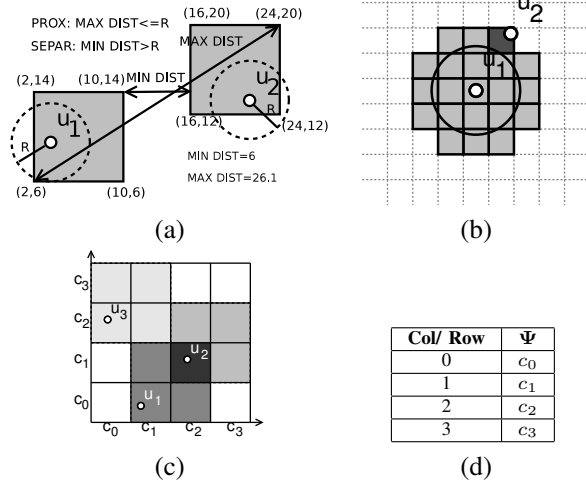 PROX: MAX DIST<=R
SEPAR: MIN DIST>R
(16,20)
(24,20)
MAX DIST
(2,14)
(10,14)
MIN DIST
u2
u1
R
(16,12)
R
(24,12)
MIN DIST=6
MAX DIST=26.1
(2,6)
(10,6)
(a)
u2
u1
(b)
c3
c2
c1
c0
u3
u2
u1
c0 c1 c2 c3
(c)
Col/ Row Ψ
0 c0
1 c1
2 c2
3 c3
(d)